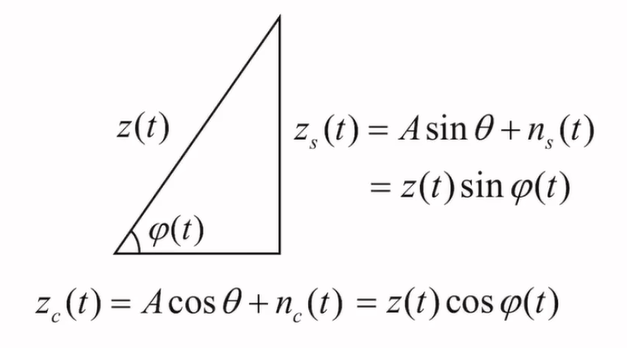 z(t)
z_s(t) = A sin θ + n_s(t)
= z(t) sin φ(t)
φ(t)
z_c(t) = A cos θ + n_c(t) = z(t) cos φ(t)